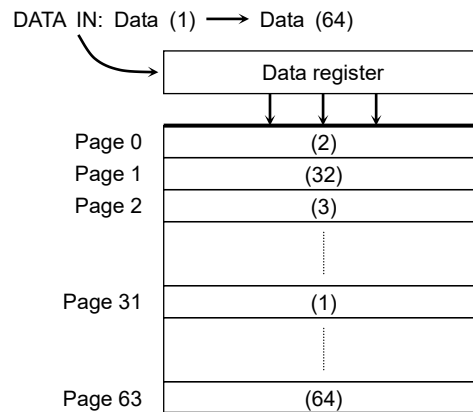 DATA IN: Data (1) Data (64)
Data register
Page 0 (2)
Page 1 (32)
Page 2 (3)
Page 31 (1)
Page 63 (64)